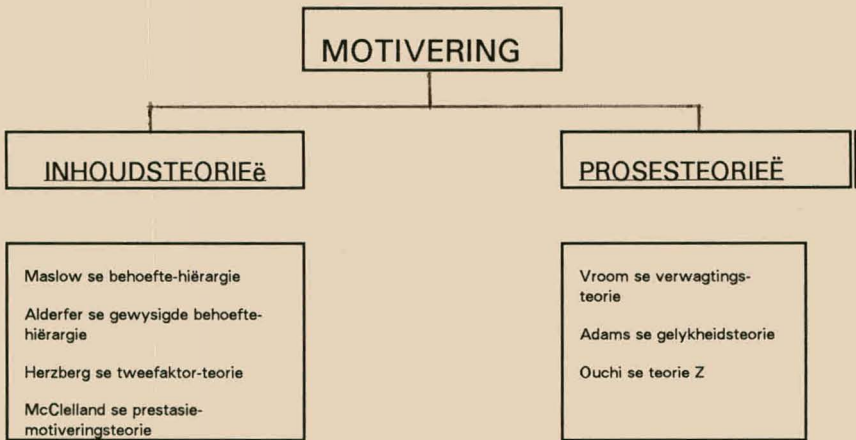 MOTIVERING
INHOUDSTEORIEë
PROSESTEORIEË
Maslow se behoefte-hiërargie
Alderfer se gewysigde behoefte-
hiërargie
Herzberg se tweefaktor-teorie
McClelland se prestasie-
motiveringsteorie
Vroom se verwagtings-
teorie
Adams se gelykheidsteorie
Ouchi se teorie Z